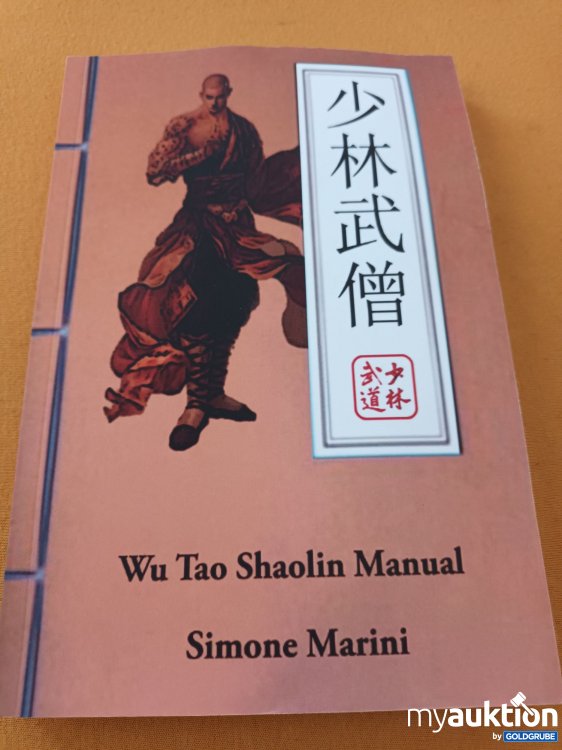 少林武僧
少林
武道
Wu Tao Shaolin Manual
Simone Marini
myauktion
by GOLDGRUBE